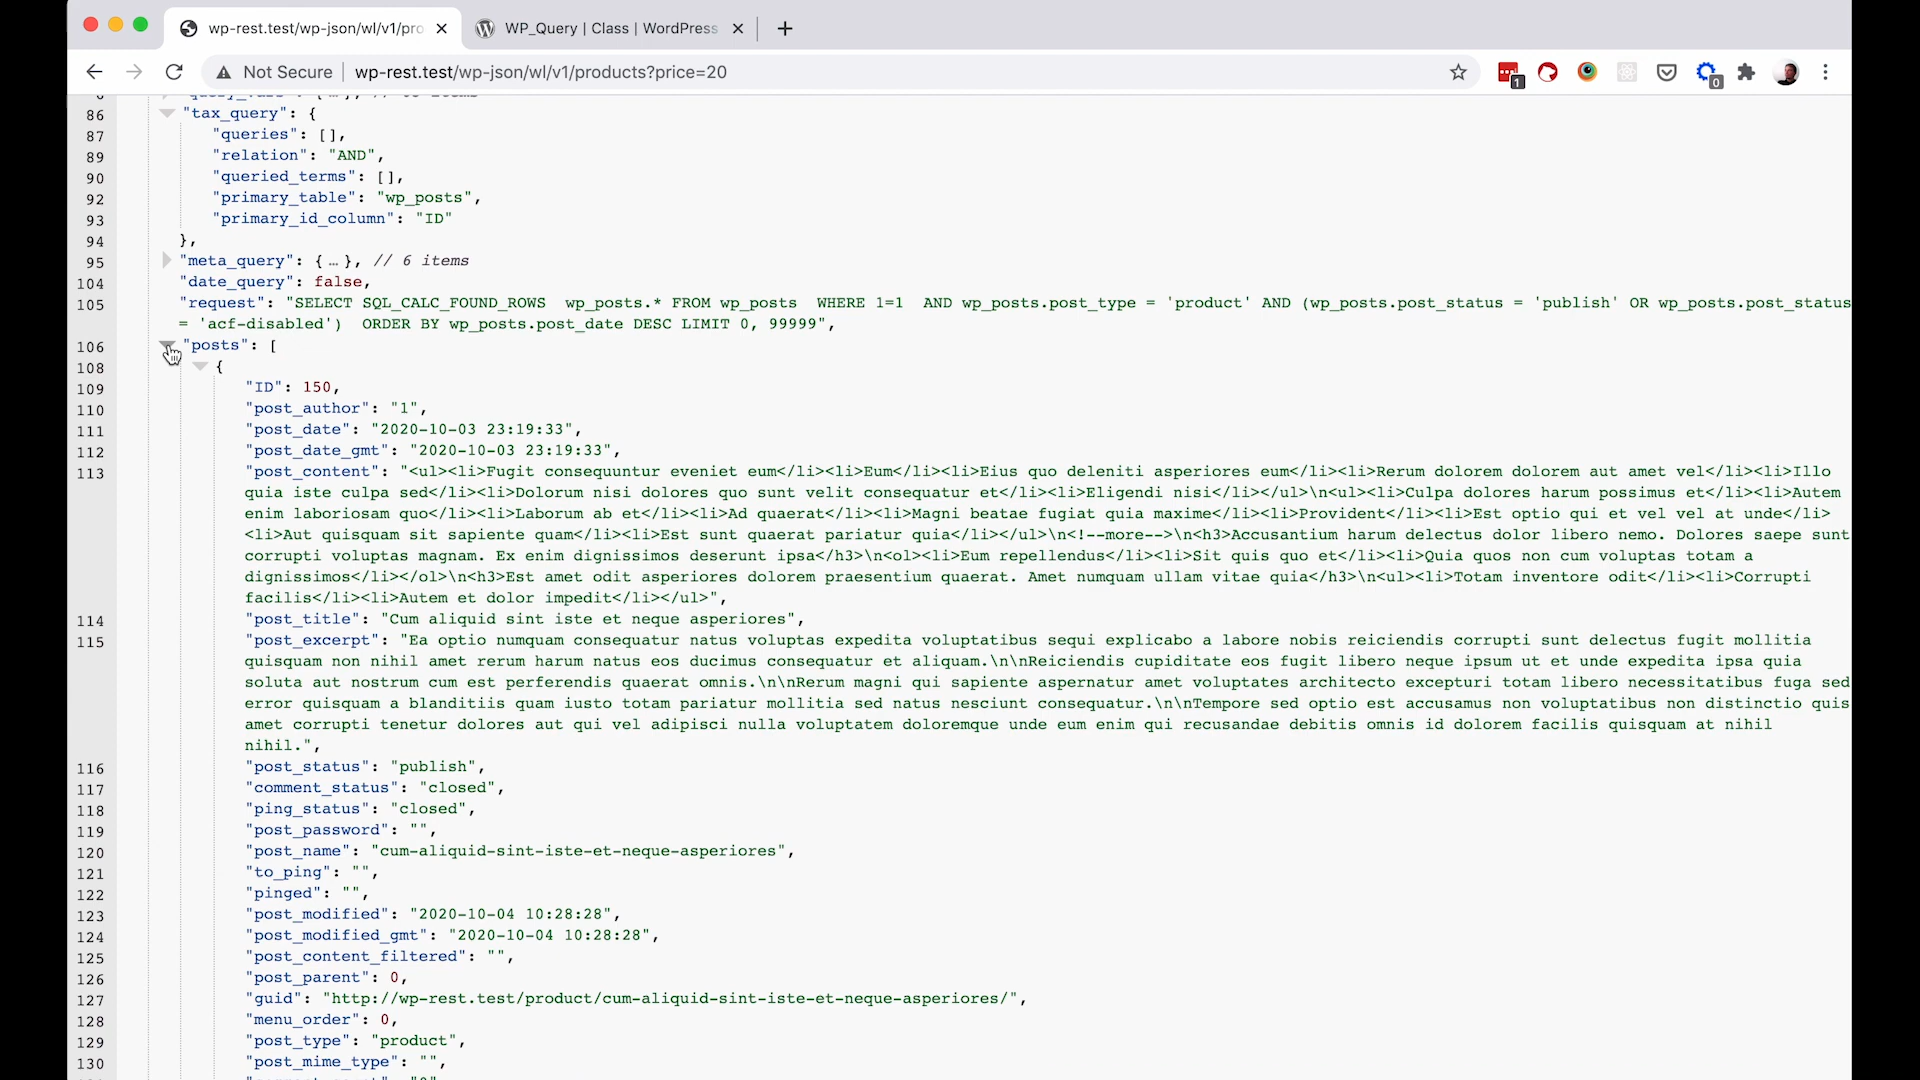 wp-rest.test/wp-json/wl/v1/pro
WP_Query | Class | WordPress
Not Secure
wp-rest.test/wp-json/wl/v1/products?price=20
1
0
86 "tax_query": {
87 "queries": [],
89 "relation": "AND",
90 "queried_terms": [],
92 "primary_table": "wp_posts",
93 "primary_id_column": "ID"
94 },
95 "meta_query": { … }, // 6 items
104 "date_query": false,
105 "request": "SELECT SQL_CALC_FOUND_ROWS  wp_posts.* FROM wp_posts  WHERE 1=1  AND wp_posts.post_type = 'product' AND (wp_posts.post_status = 'publish' OR wp_posts.post_status
= 'acf-disabled')  ORDER BY wp_posts.post_date DESC LIMIT 0, 99999",
106 "posts": [
108 {
109 "ID": 150,
110 "post_author": "1",
111 "post_date": "2020-10-03 23:19:33",
112 "post_date_gmt": "2020-10-03 23:19:33",
113 "post_content": "<ul><li>Fugit consequuntur eveniet eum</li><li>Eum</li><li>Eius quo deleniti asperiores eum</li><li>Rerum dolorem dolorem aut amet vel</li><li>Illo
quia iste culpa sed</li><li>Dolorum nisi dolores quo sunt velit consequatur et</li><li>Eligendi nisi</li></ul>\n<ul><li>Culpa dolores harum possimus et</li><li>Autem
enim laboriosam quo</li><li>Laborum ab et</li><li>Ad quaerat</li><li>Magni beatae fugiat quia maxime</li><li>Provident</li><li>Est optio qui et vel vel at unde</li>
<li>Aut quisquam sit sapiente quam</li><li>Est sunt quaerat pariatur quia</li></ul>\n<!--more-->\n<h3>Accusantium harum delectus dolor libero nemo. Dolores saepe sunt
corrupti voluptas magnam. Ex enim dignissimos deserunt ipsa</h3>\n<ol><li>Eum repellendus</li><li>Sit quis quo et</li><li>Quia quos non cum voluptas totam a
dignissimos</li></ol>\n<h3>Est amet odit asperiores dolorem praesentium quaerat. Amet numquam ullam vitae quia</h3>\n<ul><li>Totam inventore odit</li><li>Corrupti
facilis</li><li>Autem et dolor impedit</li></ul>",
114 "post_title": "Cum aliquid sint iste et neque asperiores",
115 "post_excerpt": "Ea optio numquam consequatur natus voluptas expedita voluptatibus sequi explicabo a labore nobis reiciendis corrupti sunt delectus fugit mollitia
quisquam non nihil amet rerum harum natus eos ducimus consequatur et aliquam.\n\nReiciendis cupiditate eos fugit libero neque ipsum ut et unde expedita ipsa quia
soluta aut nostrum cum est perferendis quaerat omnis.\n\nRerum magni qui sapiente aspernatur amet voluptates architecto excepturi totam libero necessitatibus fuga sed
error quisquam a blanditiis quam iusto totam pariatur mollitia sed natus nesciunt consequatur.\n\nTempore sed optio est accusamus non voluptatibus non distinctio quis
amet corrupti tenetur dolores aut qui vel adipisci nulla voluptatem doloremque unde eum enim qui recusandae debitis omnis id dolorem facilis quisquam at nihil
nihil.",
116 "post_status": "publish",
117 "comment_status": "closed",
118 "ping_status": "closed",
119 "post_password": "",
120 "post_name": "cum-aliquid-sint-iste-et-neque-asperiores",
121 "to_ping": "",
122 "pinged": "",
123 "post_modified": "2020-10-04 10:28:28",
124 "post_modified_gmt": "2020-10-04 10:28:28",
125 "post_content_filtered": "",
126 "post_parent": 0,
127 "guid": "http://wp-rest.test/product/cum-aliquid-sint-iste-et-neque-asperiores/",
128 "menu_order": 0,
129 "post_type": "product",
130 "post_mime_type": "",